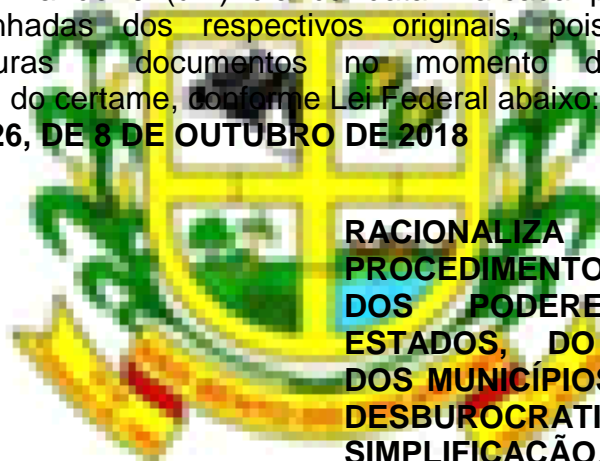 nhadas dos respectivos originais, pois
uras documentos no momento d
do certame, conforme Lei Federal abaixo:
26, DE 8 DE OUTUBRO DE 2018
RACIONALIZA
PROCEDIMENTO
DOS PODERE
ESTADOS, DO
DOS MUNICÍPIOS
DESBUROCRATI
SIMPLIFICAÇÃO.